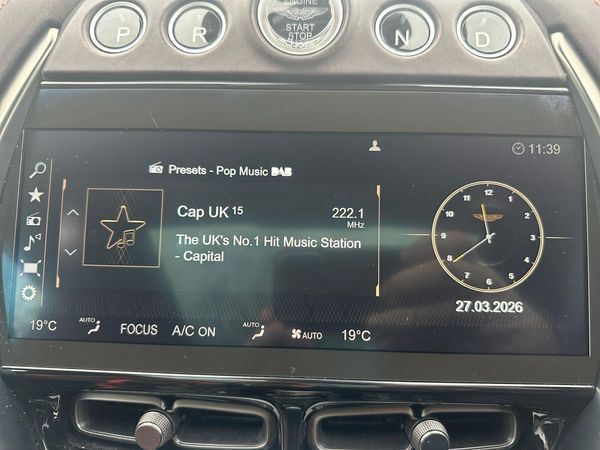 P
R
ENGINE
START
STOP
N
D
11:39
Presets - Pop Music DAB
Cap UK 15
222.1
MHz
The UK's No.1 Hit Music Station
- Capital
12
1
2
3
4
5
6
7
8
9
10
11
27.03.2026
19°C
AUTO
FOCUS
A/C ON
AUTO
AUTO
19°C